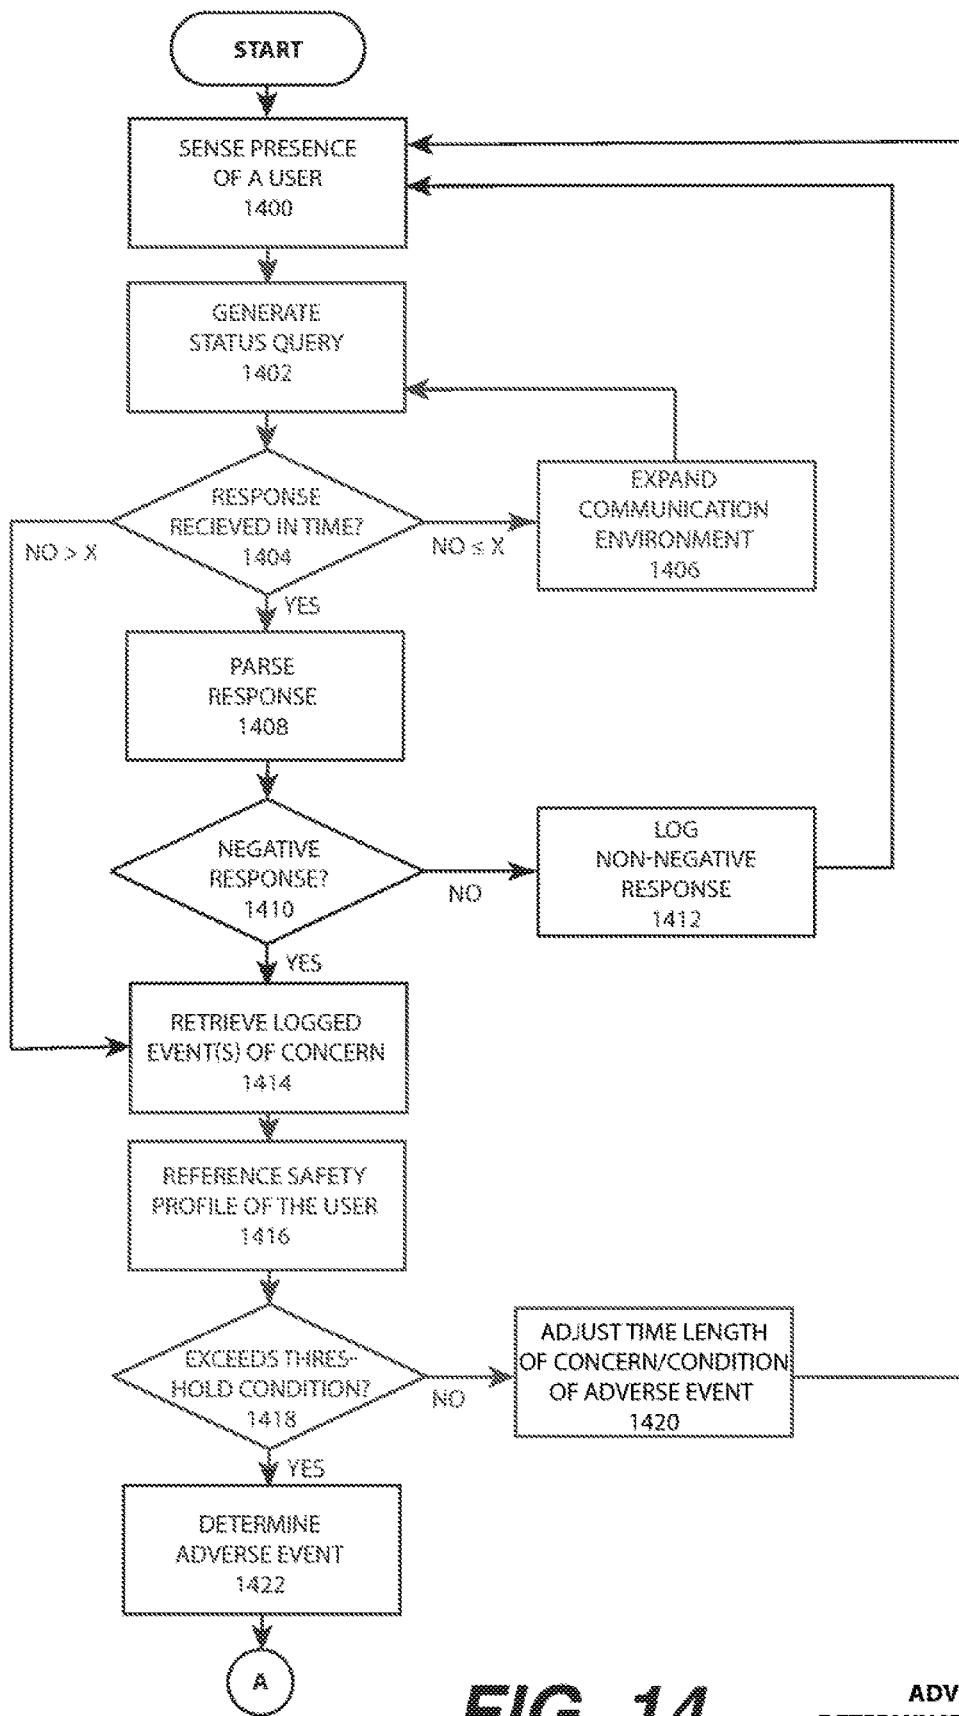 START
SENSE PRESENCE
OF A USER
1400
GENERATE
STATUS QUERY
1402
RESPONSE
RECIEVED IN TIME?
1404
NO > X
NO ≤ X
EXPAND
COMMUNICATION
ENVIRONMENT
1406
YES
PARSE
RESPONSE
1408
NEGATIVE
RESPONSE?
1410
NO
LOG
NON-NEGATIVE
RESPONSE
1412
YES
RETRIEVE LOGGED
EVENT(S) OF CONCERN
1414
REFERENCE SAFETY
PROFILE OF THE USER
1416
EXCEEDS THRES-
HOLD CONDITION?
1418
NO
ADJUST TIME LENGTH
OF CONCERN/CONDITION
OF ADVERSE EVENT
1420
YES
DETERMINE
ADVERSE EVENT
1422
A
FIG. 14
ADV